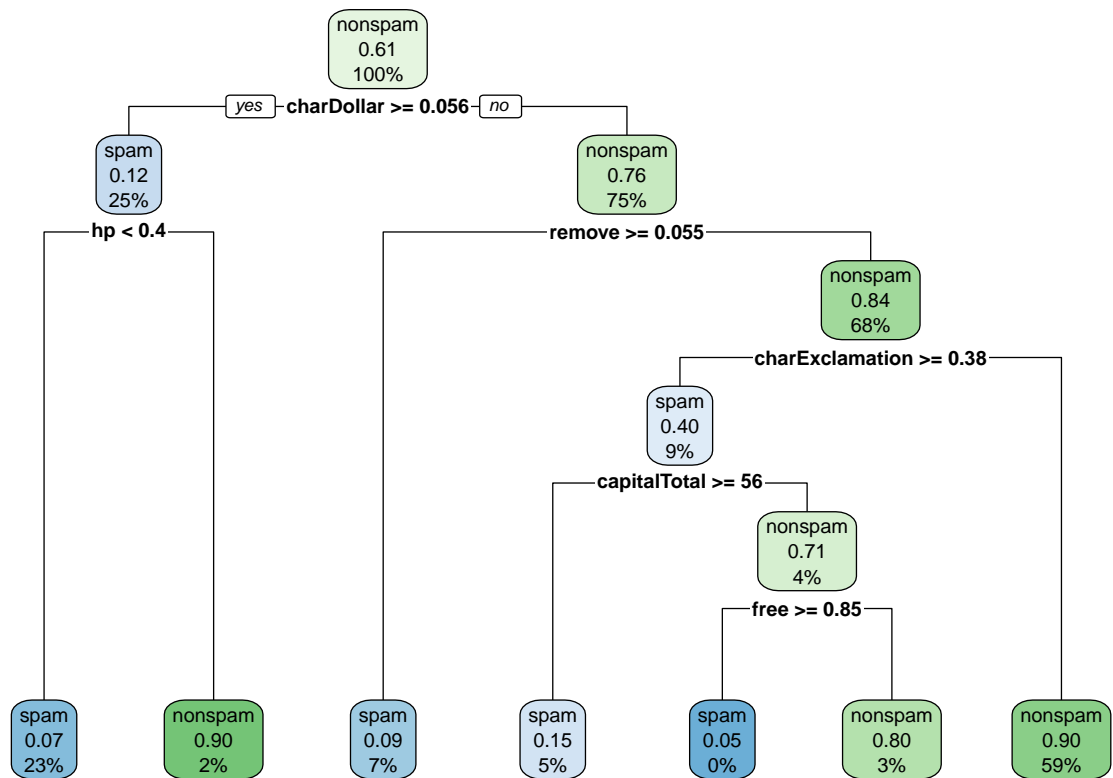 nonspam
0.61
100%
yes charDollar >= 0.056 no
spam
0.12
25%
nonspam
0.76
75%
hp < 0.4
remove >= 0.055
nonspam
0.84
68%
charExclamation >= 0.38
spam
0.40
9%
capitalTotal >= 56
nonspam
0.71
4%
free >= 0.85
spam
0.07
23%
nonspam
0.90
2%
spam
0.09
7%
spam
0.15
5%
spam
0.05
0%
nonspam
0.80
3%
nonspam
0.90
59%